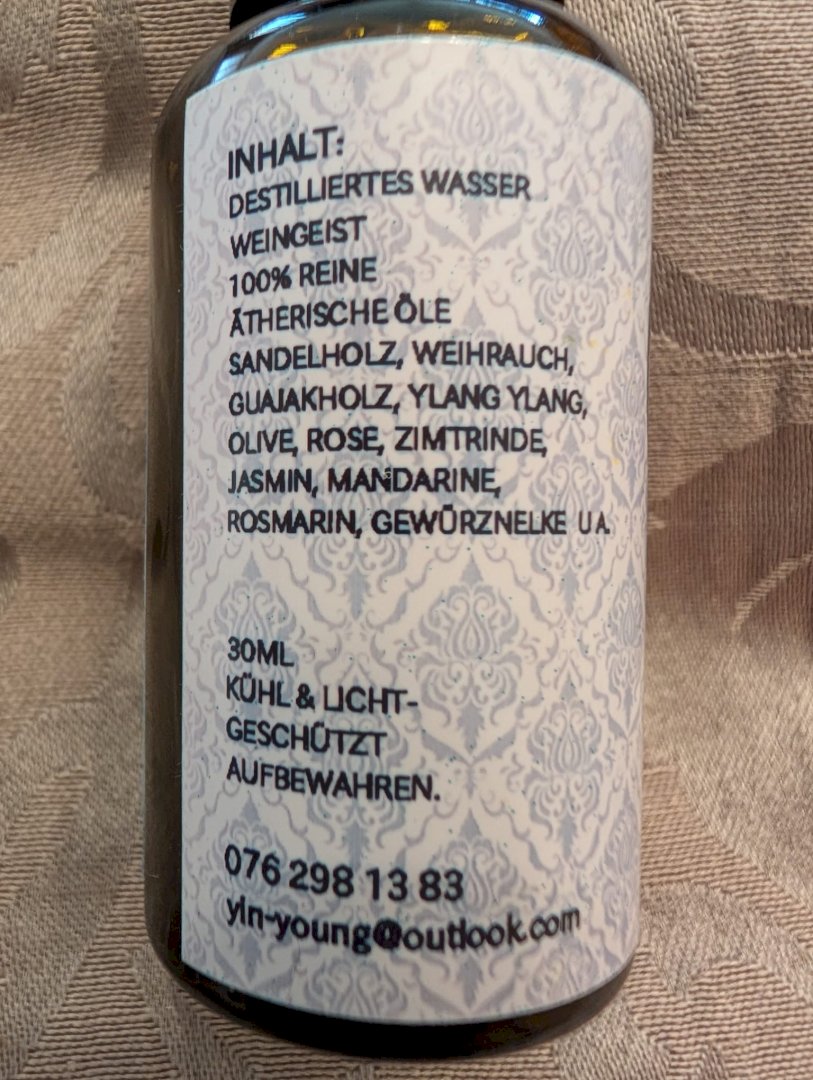 INHALT:
DESTILLIERTES WASSER
WEINGEIST
100% REINE
ÄTHERISCHE ÖLE
SANDELHOLZ, WEIHRAUCH,
GUAJAKHOLZ, YLANG YLANG,
OLIVE, ROSE, ZIMTRINDE,
JASMIN, MANDARINE,
ROSMARIN, GEWÜRZNELKE U.A.
30ML
KÜHL & LICHT-
GESCHÜTZT
AUFBEWAHREN.
076 298 13 83
yin-young@outlook.com